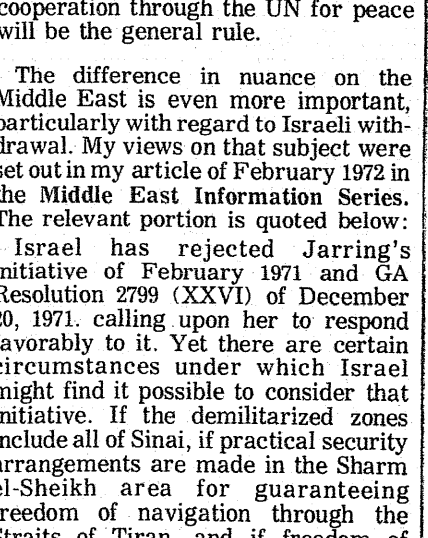 cooperation through the UN for peace
will be the general rule.
The difference in nuance on the
Middle East is even more important,
particularly with regard to Israeli with-
drawal. My views on that subject were
set out in my article of February 1972 in
the Middle East Information Series.
The relevant portion is quoted below:
Israel has rejected Jarring's
initiative of February 1971 and GA
Resolution 2799 (XXVI) of December
20, 1971. calling upon her to respond
favorably to it. Yet there are certain
circumstances under which Israel
might find it possible to consider that
initiative. If the demilitarized zones
include all of Sinai, if practical security
arrangements are made in the Sharm
el-Sheikh area for guaranteeing
freedom of navigation through the
Straits of Tiran, and if freedom of